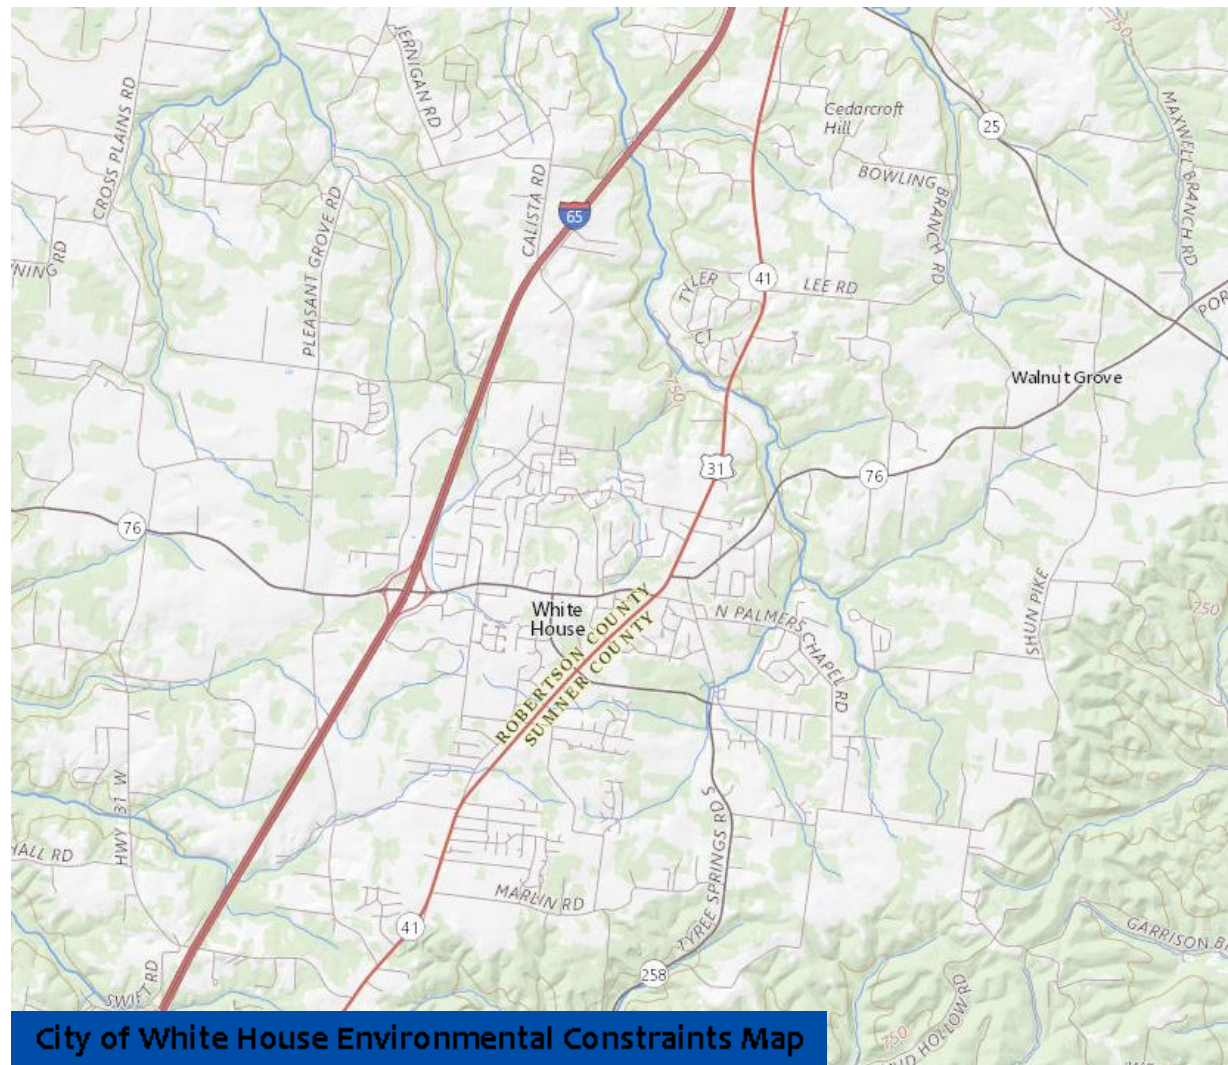 JERNIGAN RD
750
CROSS PLAINS RD
Cedarcroft
Hill
25
MAXWELL BRANCH RD
CALISTA RD
BOWLING
BRANCH RD
PLEASANT GROVE RD
65
RD
TYLER
CT
41
LEE RD
750
Walnut Grove
31
76
76
White
House
ROBERTSON COUNTY
SUMNER COUNTY
N PALMERS CHAPEL RD
SHUN PIKE
750
HWY 31 W
HALL RD
TYREE SPRINGS RD S
MARLIN RD
41
GARRISON
258
SWIFT RD
750
HOLLOW RD
City of White House Environmental Constraints Map